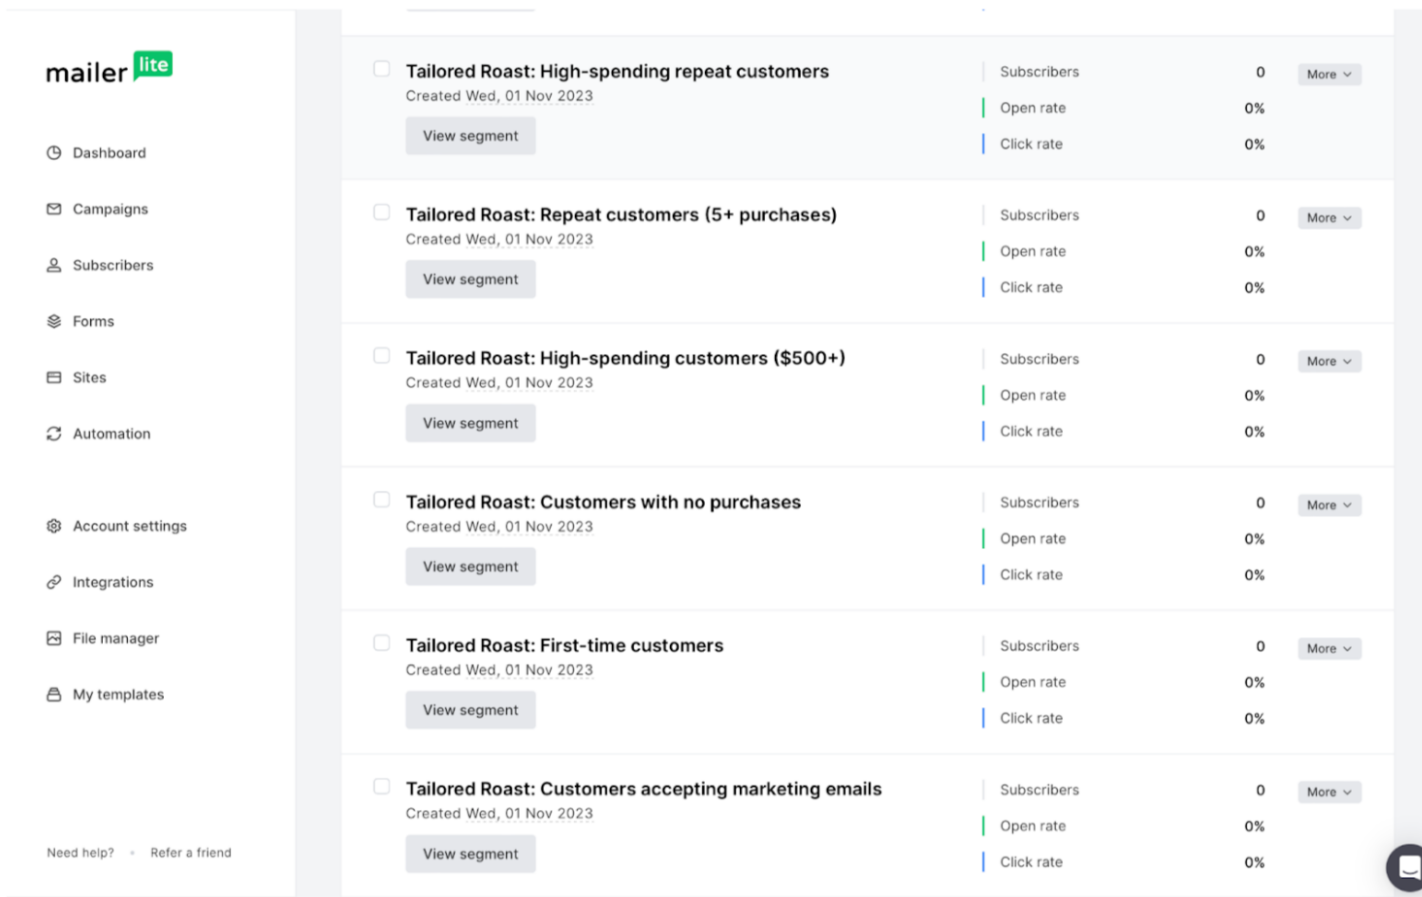 mailer lite
Dashboard
Campaigns
Subscribers
Forms
Sites
Automation
Account settings
Integrations
File manager
My templates
Need help? • Refer a friend
Tailored Roast: High-spending repeat customers
Created Wed, 01 Nov 2023
View segment
Subscribers 0
Open rate 0%
Click rate 0%
More
Tailored Roast: Repeat customers (5+ purchases)
Created Wed, 01 Nov 2023
View segment
Subscribers 0
Open rate 0%
Click rate 0%
More
Tailored Roast: High-spending customers ($500+)
Created Wed, 01 Nov 2023
View segment
Subscribers 0
Open rate 0%
Click rate 0%
More
Tailored Roast: Customers with no purchases
Created Wed, 01 Nov 2023
View segment
Subscribers 0
Open rate 0%
Click rate 0%
More
Tailored Roast: First-time customers
Created Wed, 01 Nov 2023
View segment
Subscribers 0
Open rate 0%
Click rate 0%
More
Tailored Roast: Customers accepting marketing emails
Created Wed, 01 Nov 2023
View segment
Subscribers 0
Open rate 0%
Click rate 0%
More